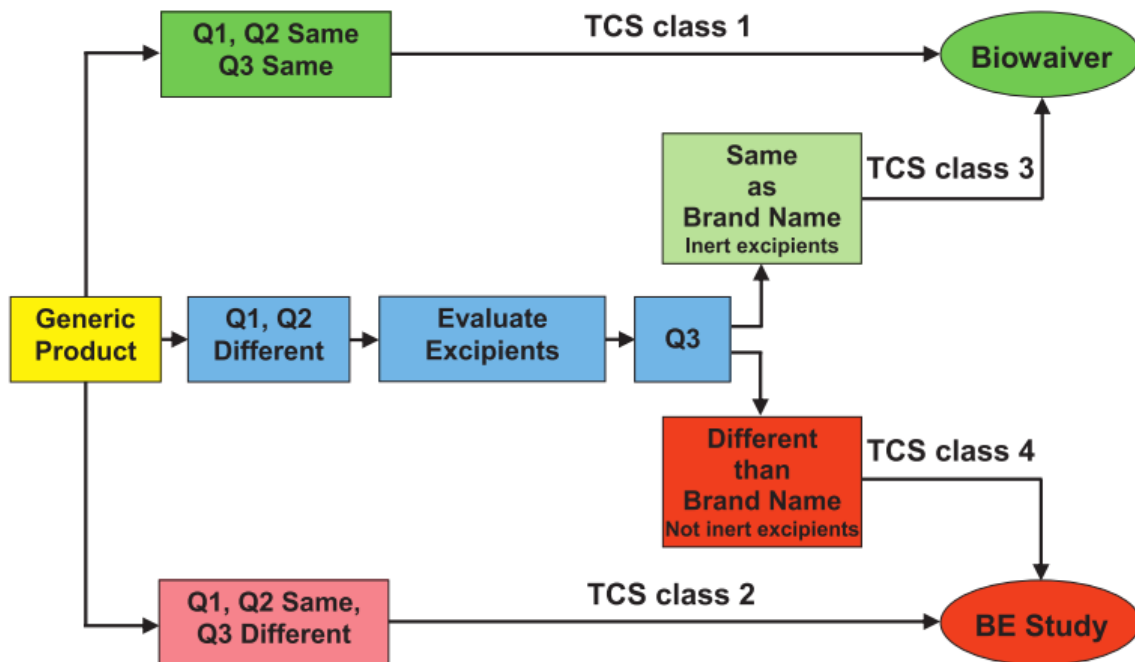 Q1, Q2 Same
Q3 Same
TCS class 1
Biowaiver
Same
as
Brand Name
Inert excipients
TCS class 3
Generic
Product
Q1, Q2
Different
Evaluate
Excipients
Q3
Different
than
Brand Name
Not inert excipients
TCS class 4
Q1, Q2 Same,
Q3 Different
TCS class 2
BE Study